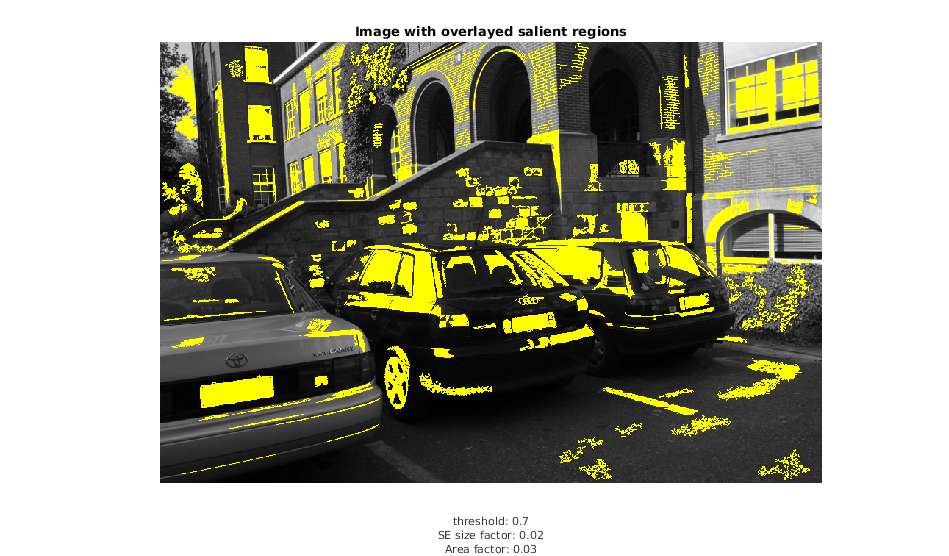 Image with overlayed salient regions
threshold: 0.7
SE size factor: 0.02
Area factor: 0.03